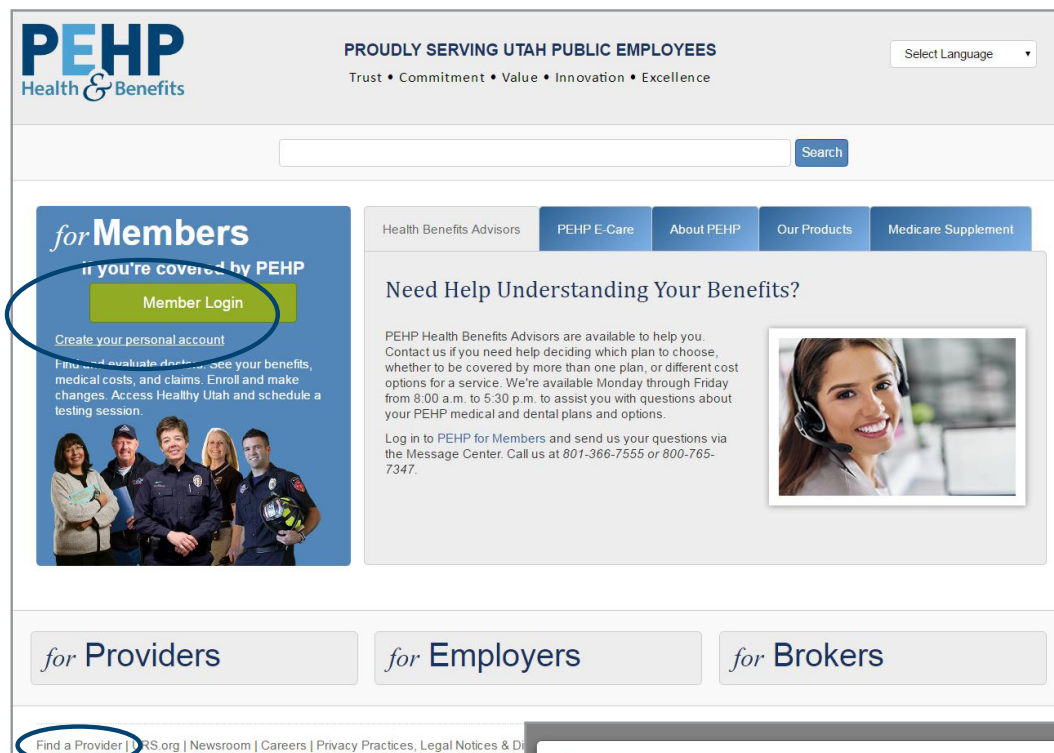 PEHP
Health & Benefits
PROUDLY SERVING UTAH PUBLIC EMPLOYEES
Trust • Commitment • Value • Innovation • Excellence
Select Language
Search
for Members
if you're covered by PEHP
Member Login
Create your personal account
Find and evaluate doctors. See your benefits,
medical costs, and claims. Enroll and make
changes. Access Healthy Utah and schedule a
testing session.
Health Benefits Advisors
PEHP E-Care
About PEHP
Our Products
Medicare Supplement
Need Help Understanding Your Benefits?
PEHP Health Benefits Advisors are available to help you.
Contact us if you need help deciding which plan to choose,
whether to be covered by more than one plan, or different cost
options for a service. We're available Monday through Friday
from 8:00 a.m. to 5:30 p.m. to assist you with questions about
your PEHP medical and dental plans and options.
Log in to PEHP for Members and send us your questions via
the Message Center. Call us at 801-366-7555 or 800-765-
7347.
for Providers
for Employers
for Brokers
Find a Provider | URS.org | Newsroom | Careers | Privacy Practices, Legal Notices & Di